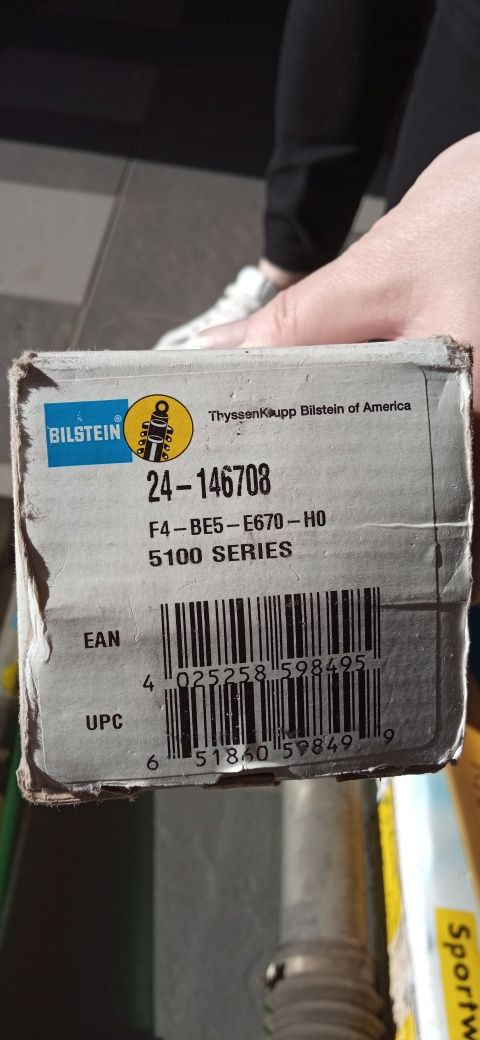 BILSTEIN®
ThyssenKrupp Bilstein of America
24-146708
F4-BE5-E670-H0
5100 SERIES
EAN
4 025258 598495
UPC
6 51860 59849 9